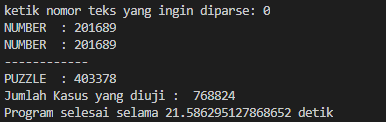 ketik nomor teks yang ingin diparse: 0
NUMBER  : 201689
NUMBER  : 201689
------------
PUZZLE  : 403378
Jumlah Kasus yang diuji :  768824
Program selesai selama 21.586295127868652 detik